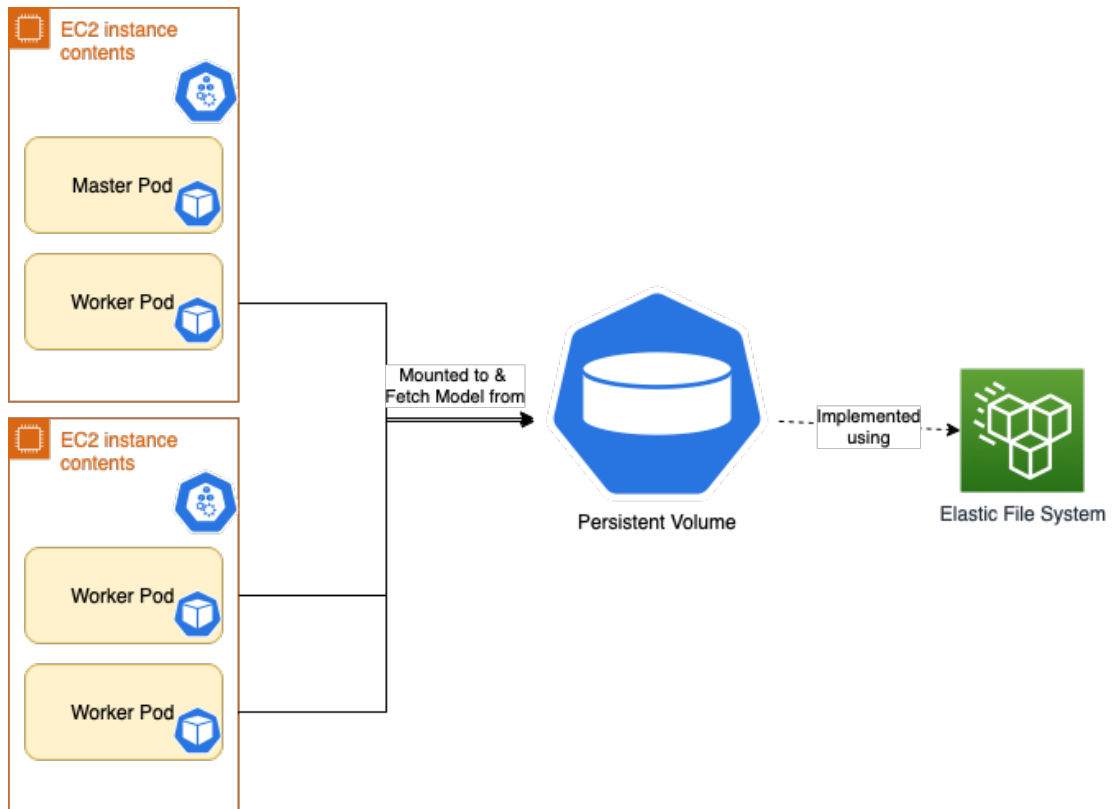 EC2 instance
contents
Master Pod
Worker Pod
Mounted to &
Fetch Model from
Persistent Volume
Implemented
using
Elastic File System
EC2 instance
contents
Worker Pod
Worker Pod